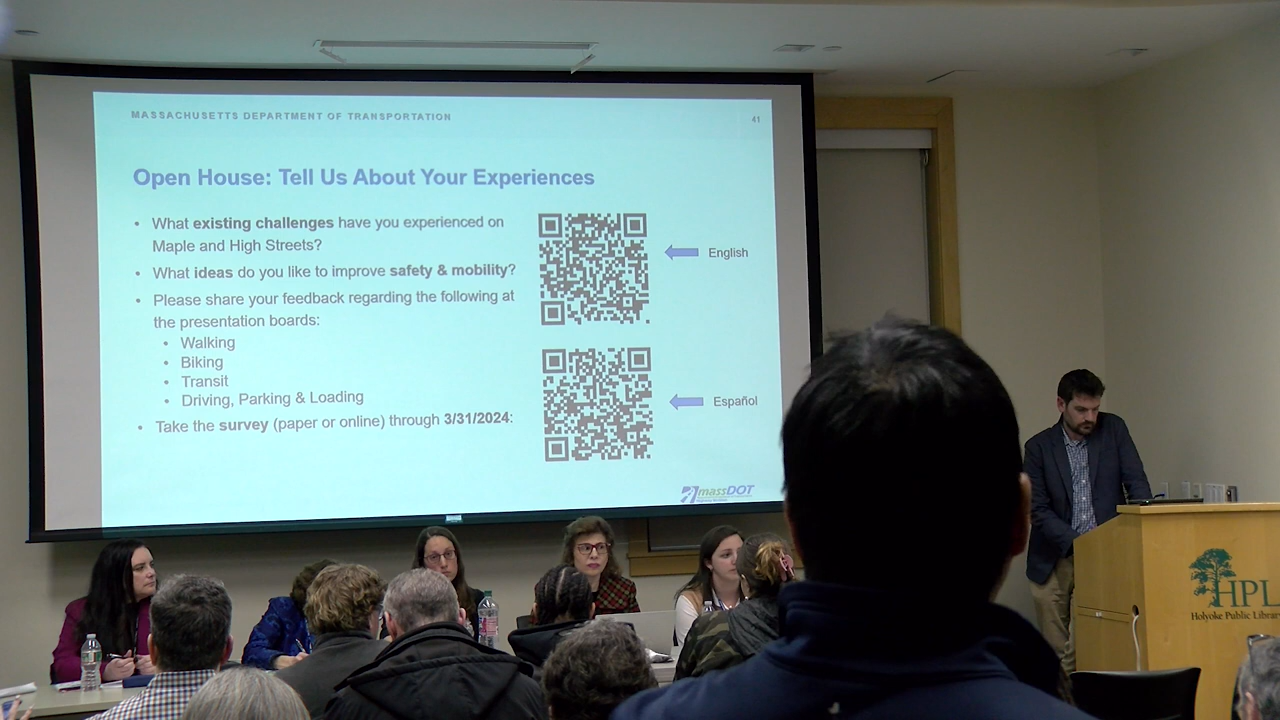 MASSACHUSETTS DEPARTMENT OF TRANSPORTATION
41
Open House: Tell Us About Your Experiences
• What existing challenges have you experienced on
Maple and High Streets?
• What ideas do you like to improve safety & mobility?
• Please share your feedback regarding the following at
the presentation boards:
• Walking
• Biking
• Transit
• Driving, Parking & Loading
• Take the survey (paper or online) through 3/31/2024:
English
Español
massDOT
HPL
Holyoke Public Librar